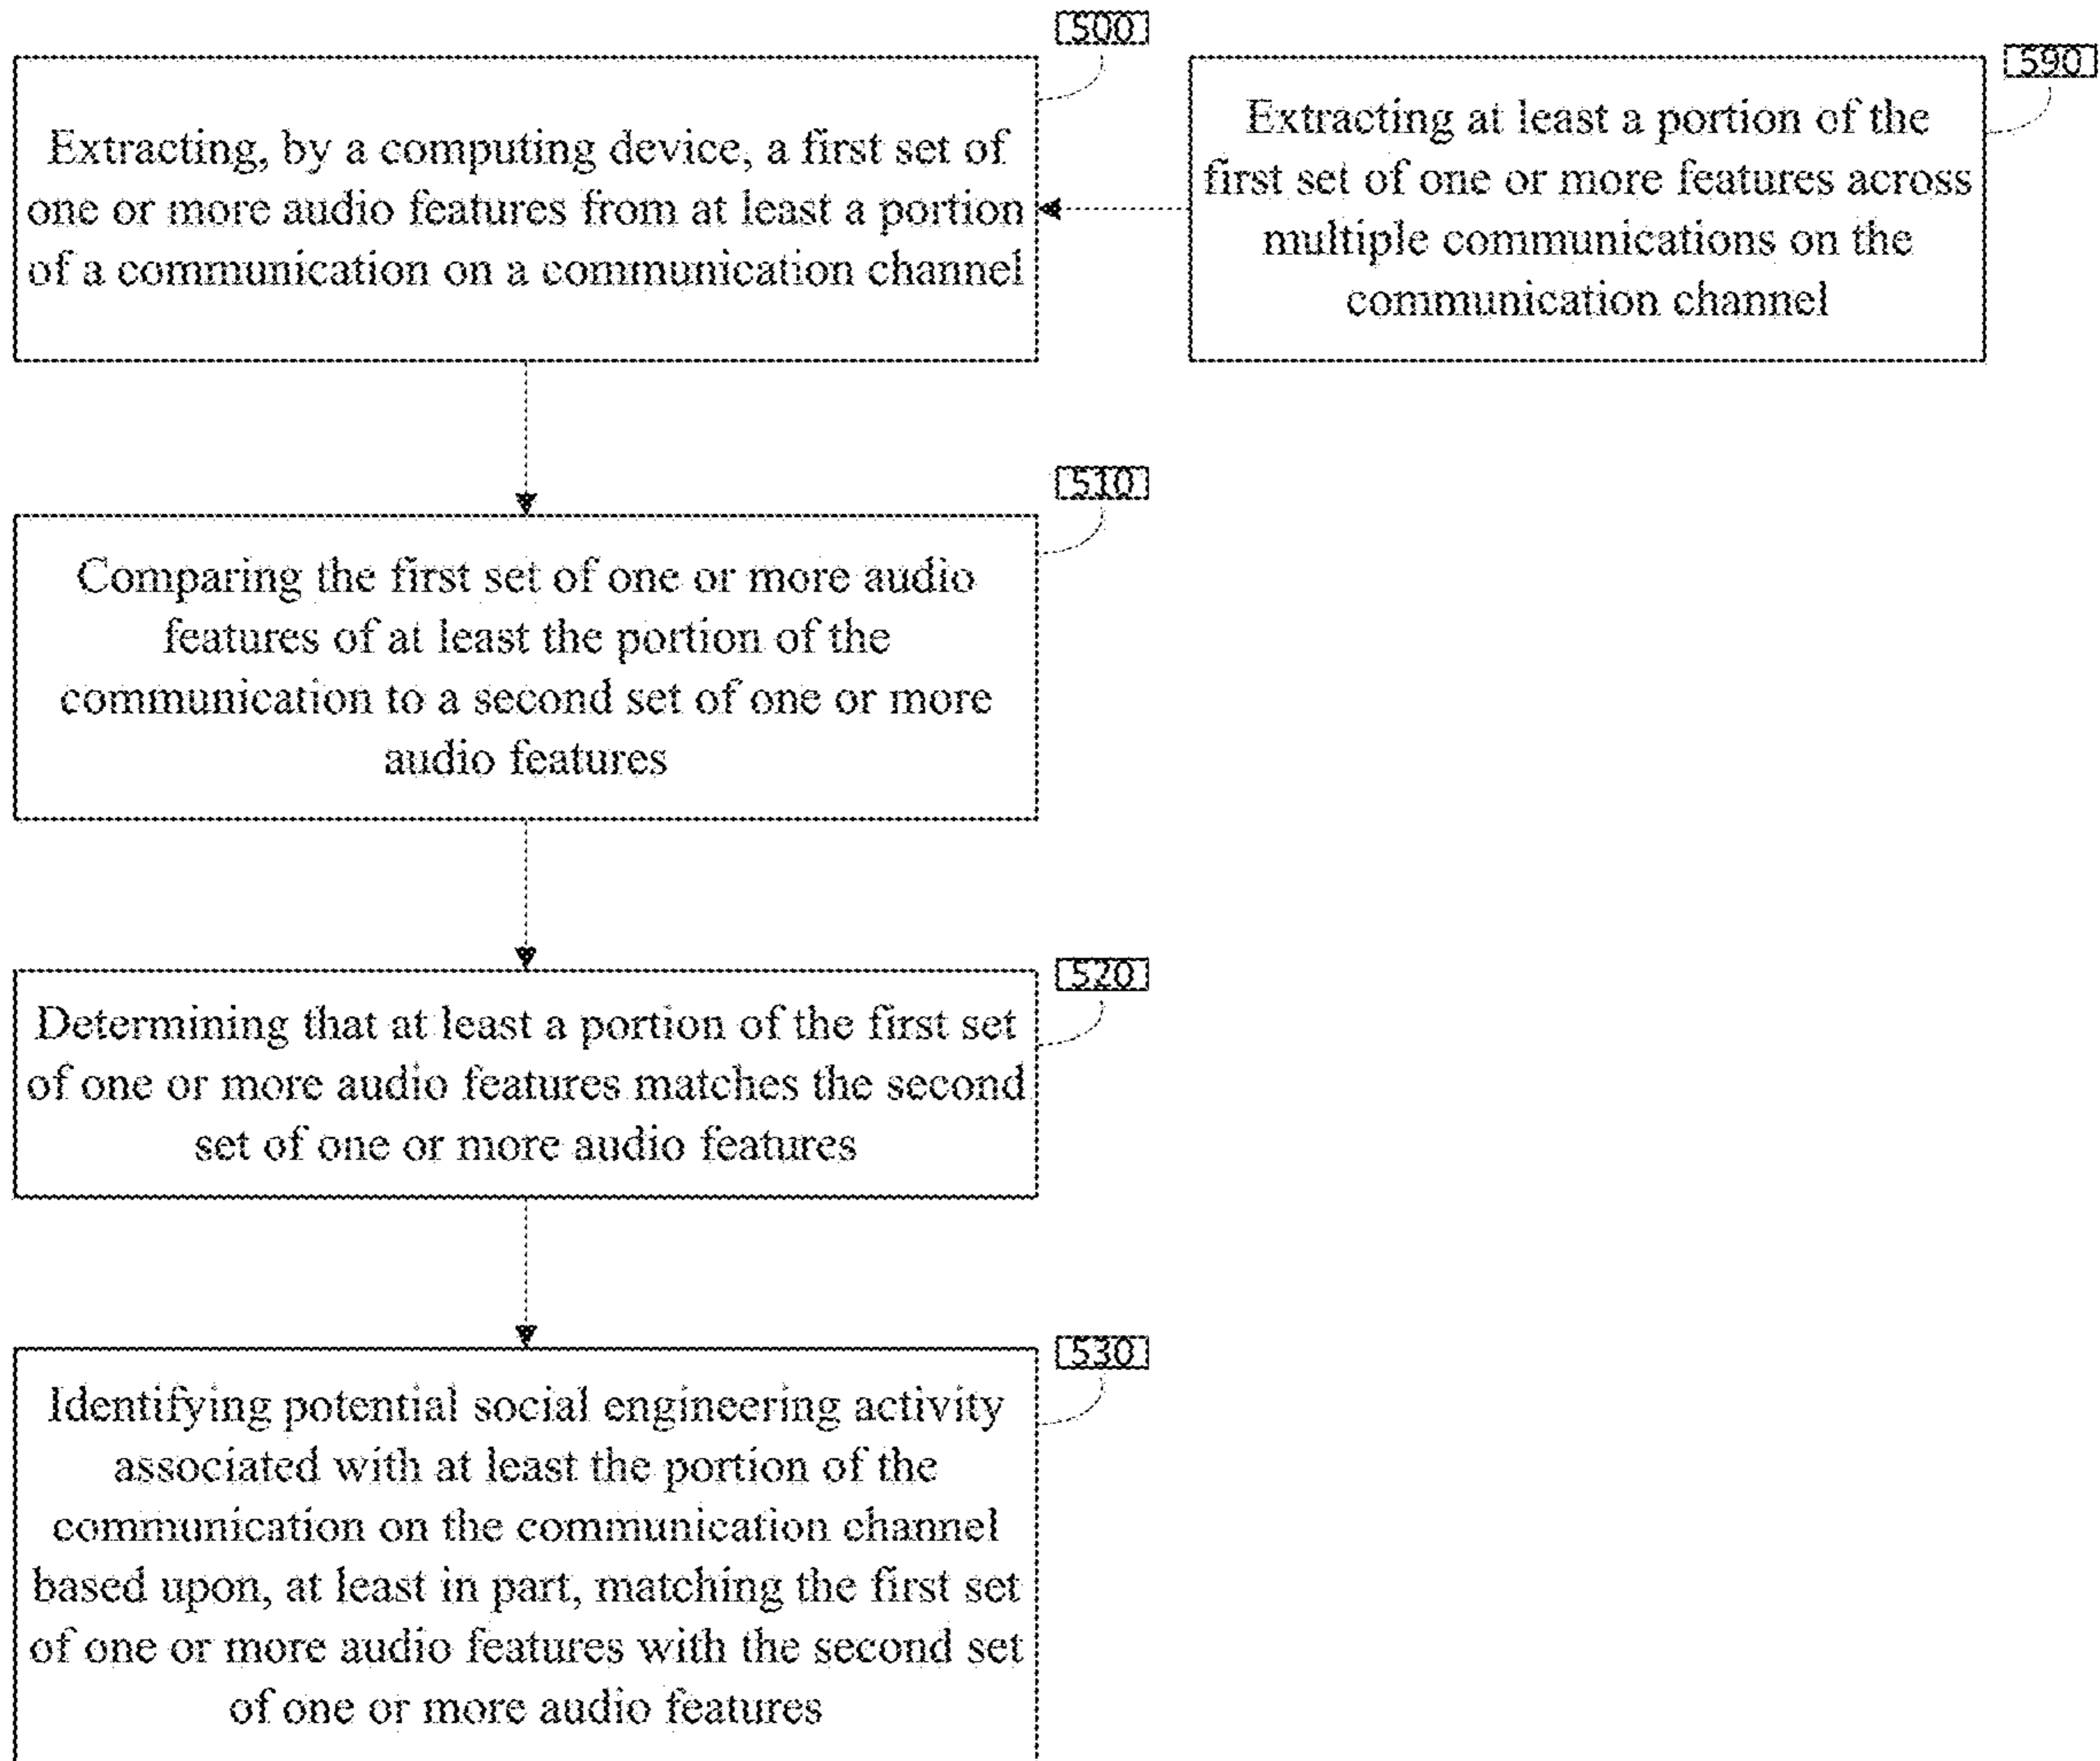 500
Extracting, by a computing device, a first set of
one or more audio features from at least a portion
of a communication on a communication channel
590
Extracting at least a portion of the
first set of one or more features across
multiple communications on the
communication channel
510
Comparing the first set of one or more audio
features of at least the portion of the
communication to a second set of one or more
audio features
520
Determining that at least a portion of the first set
of one or more audio features matches the second
set of one or more audio features
530
Identifying potential social engineering activity
associated with at least the portion of the
communication on the communication channel
based upon, at least in part, matching the first set
of one or more audio features with the second set
of one or more audio features